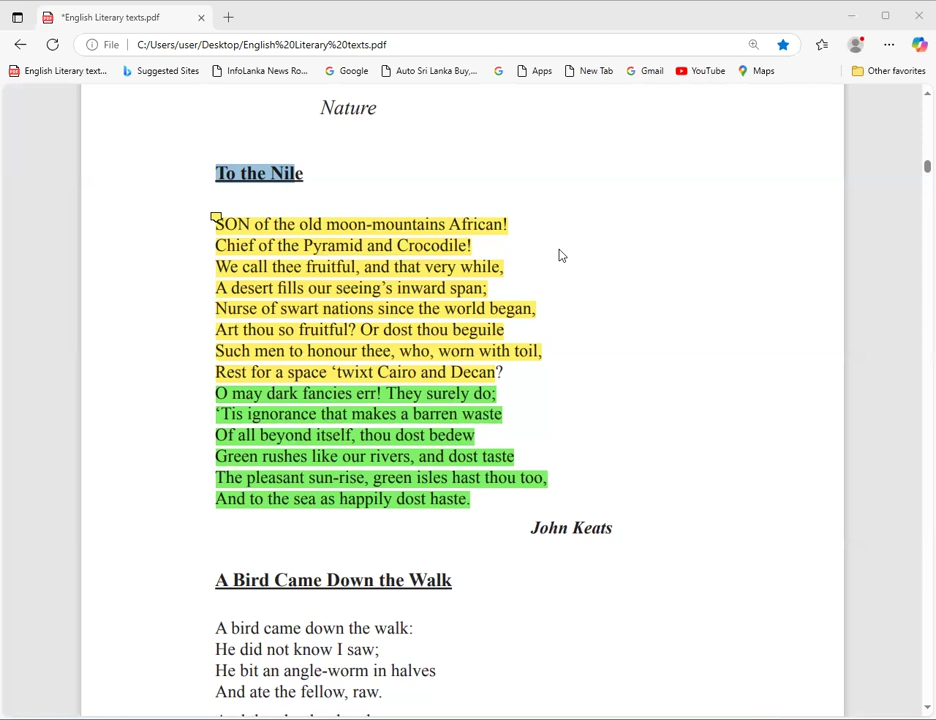 *English Literary texts.pdf
File
C:/Users/user/Desktop/English%20Literary%20texts.pdf
English Literary text...
Suggested Sites
InfoLanka News Ro...
Google
Auto Sri Lanka Buy,...
Apps
New Tab
Gmail
YouTube
Maps
Other favorites
Nature
To the Nile
SON of the old moon-mountains African!
Chief of the Pyramid and Crocodile!
We call thee fruitful, and that very while,
A desert fills our seeing’s inward span;
Nurse of swart nations since the world began,
Art thou so fruitful? Or dost thou beguile
Such men to honour thee, who, worn with toil,
Rest for a space ‘twixt Cairo and Decan?
O may dark fancies err! They surely do;
‘Tis ignorance that makes a barren waste
Of all beyond itself, thou dost bedew
Green rushes like our rivers, and dost taste
The pleasant sun-rise, green isles hast thou too,
And to the sea as happily dost haste.
John Keats
A Bird Came Down the Walk
A bird came down the walk:
He did not know I saw;
He bit an angle-worm in halves
And ate the fellow, raw.